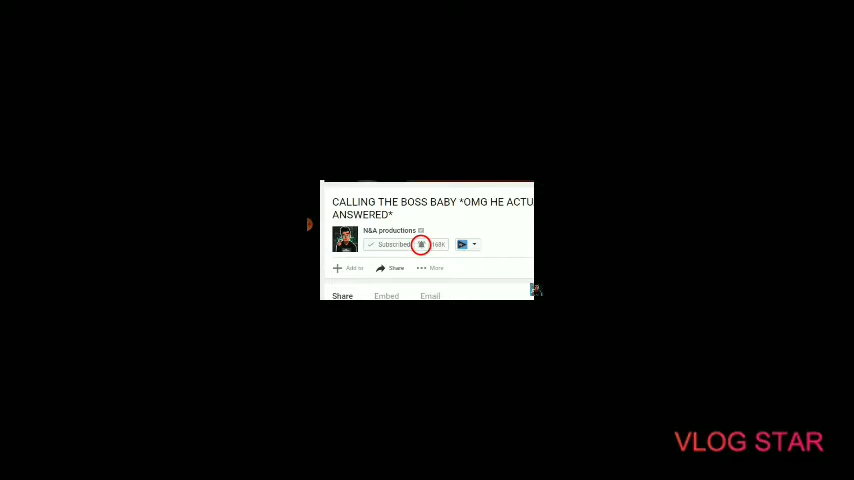 CALLING THE BOSS BABY *OMG HE ACTU
ANSWERED*
N&A productions
Subscribed 168K
Add to Share More
Share Embed Email
VLOG STAR